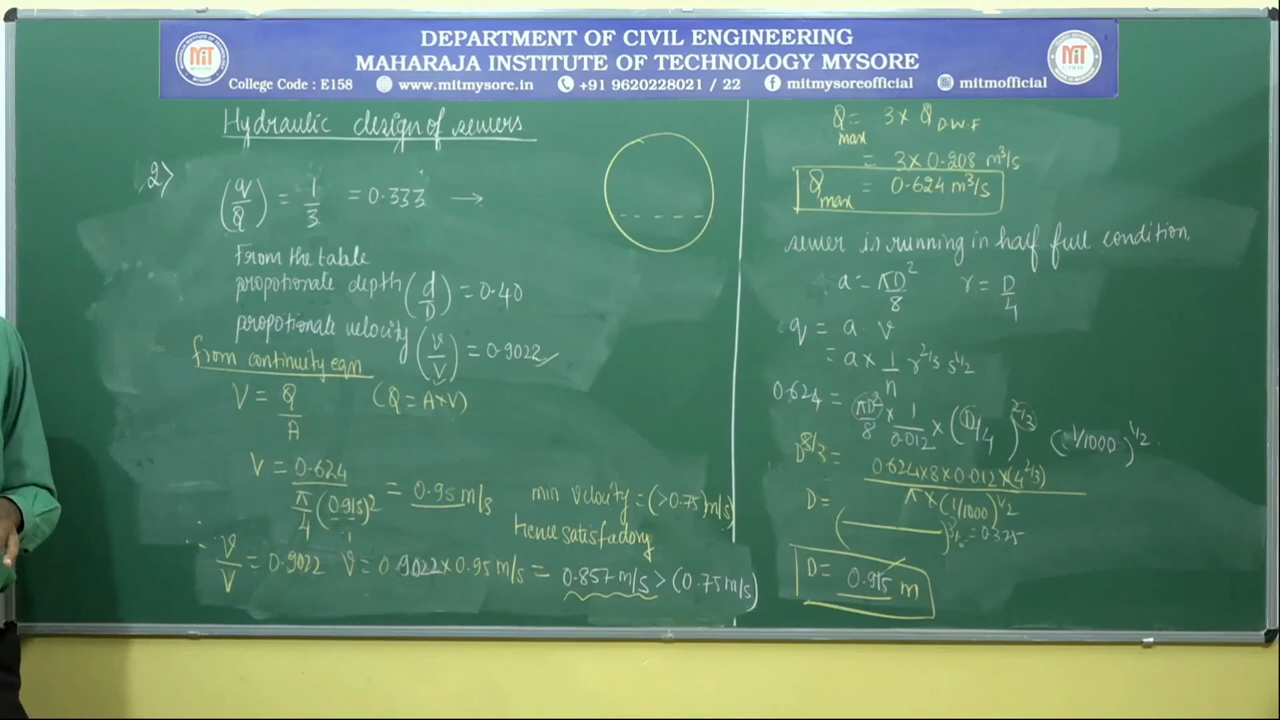 DEPARTMENT OF CIVIL ENGINEERING
MAHARAJA INSTITUTE OF TECHNOLOGY MYSORE
College Code : E158 www.mitmysore.in +91 9620228021 / 22 mitmysoreofficial mitmofficial
MIT
MIT
Hydraulic design of sewers
2)
(q/Q) = 1/3 = 0.333 →
From the table
propotionate depth (d/D) = 0.40
propotionate velocity (v/V) = 0.9022
from continuity eqn
V = Q/A (Q = A×V)
V = 0.624 / π/4 (0.915)2 = 0.95 m/s
min velocity = (>0.75 m/s)
Hence satisfactory
v/V = 0.9022 v = 0.9022×0.95 m/s = 0.857 m/s > (0.75 m/s)
Qmax = 3× QD.W.F
= 3×0.208 m³/s
Qmax = 0.624 m³/s
sewer is running in half full condition,
a = πD²/8 r = D/4
q = a . v
= a × 1/n r^2/3 s^1/2
0.624 = πD²/8 × 1/0.012 × (D/4)^2/3 (1/1000)^1/2
D^8/3 = 0.624×8×0.012×(4^2/3) / π×(1/1000)^1/2
D = ( )^3/8 =
D = 0.915 m